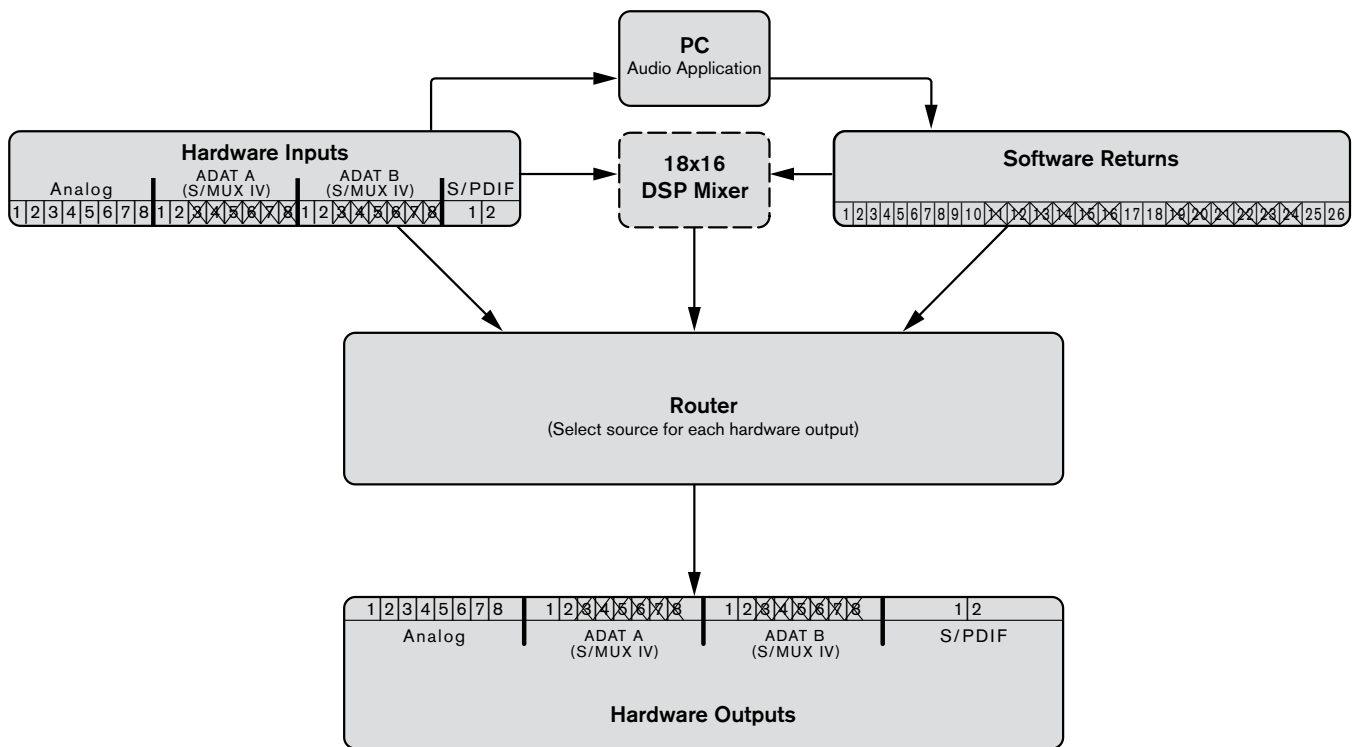 PC
Audio Application
Hardware Inputs
Analog
ADAT A
(S/MUX IV)
ADAT B
(S/MUX IV)
S/PDIF
1 2 3 4 5 6 7 8 1 2 3 4 5 6 7 8 1 2 3 4 5 6 7 8 1 2
18x16
DSP Mixer
Software Returns
1 2 3 4 5 6 7 8 9 10 11 12 13 14 15 16 17 18 19 20 21 22 23 24 25 26
Router
(Select source for each hardware output)
1 2 3 4 5 6 7 8 1 2 3 4 5 6 7 8 1 2 3 4 5 6 7 8 1 2
Analog
ADAT A
(S/MUX IV)
ADAT B
(S/MUX IV)
S/PDIF
Hardware Outputs